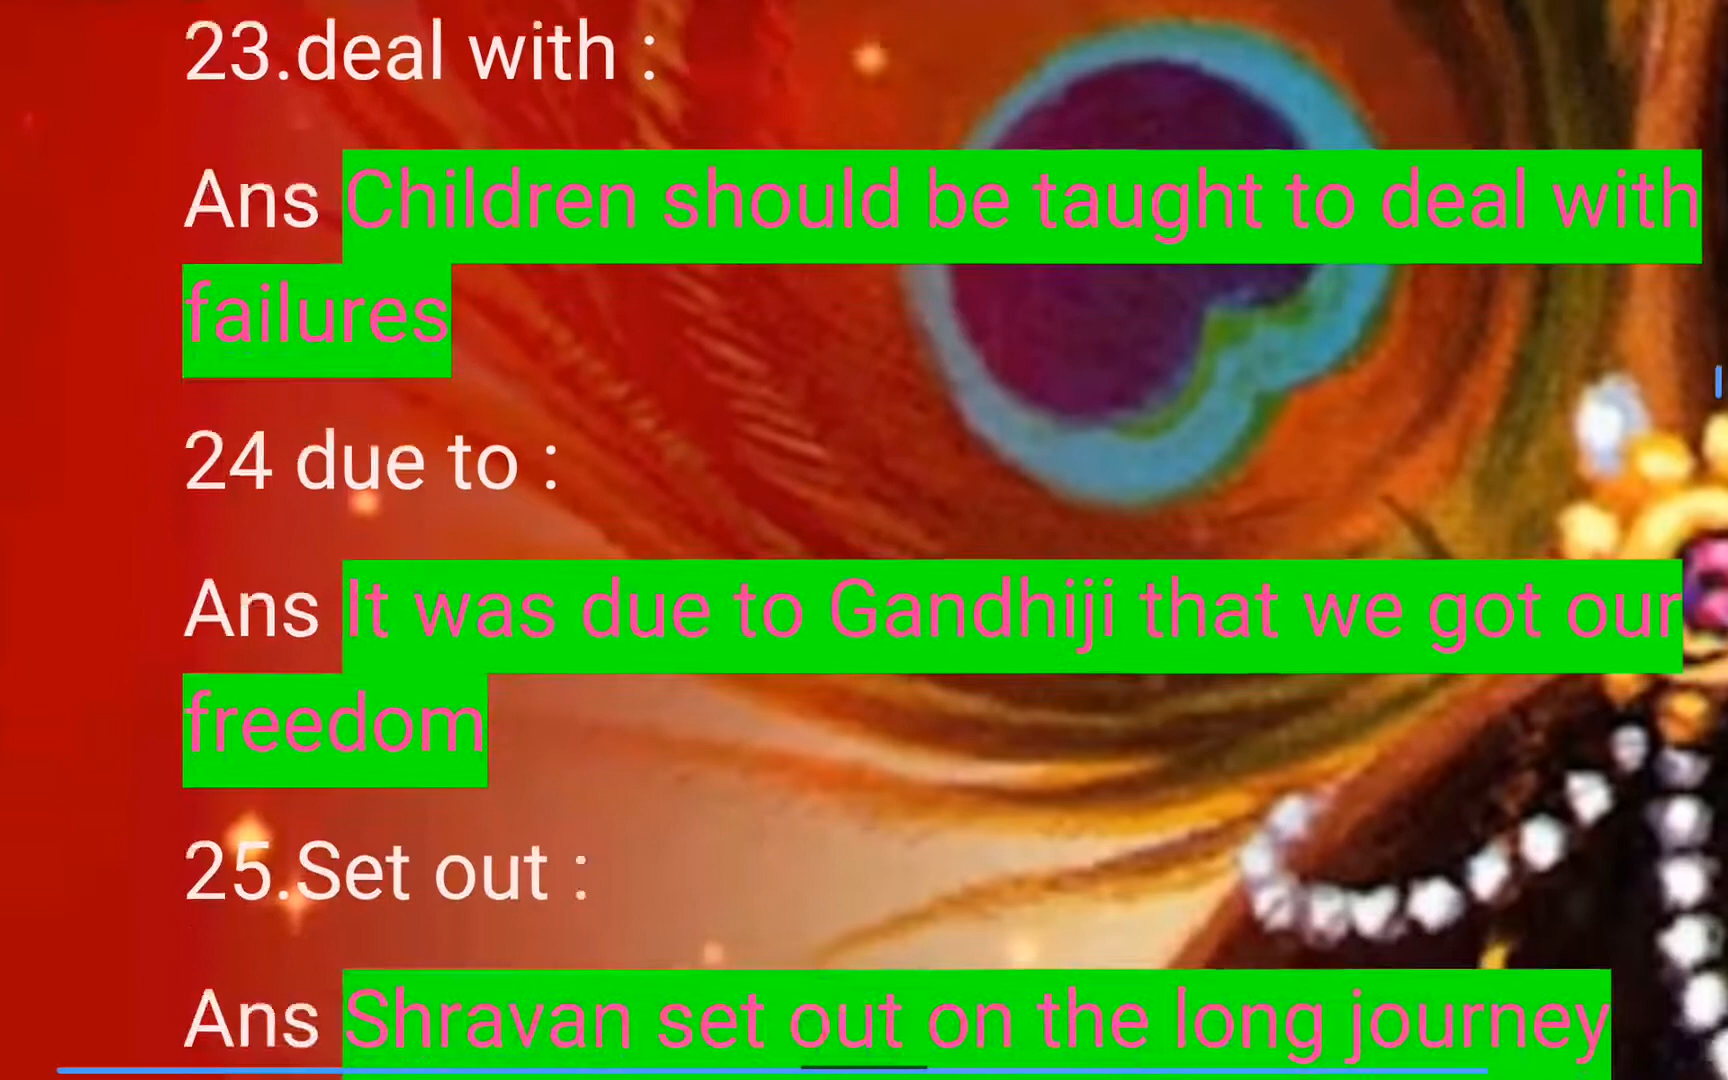 23.deal with :
Ans Children should be taught to deal with
failures
24 due to :
Ans It was due to Gandhiji that we got our
freedom
25.Set out :
Ans Shravan set out on the long journey